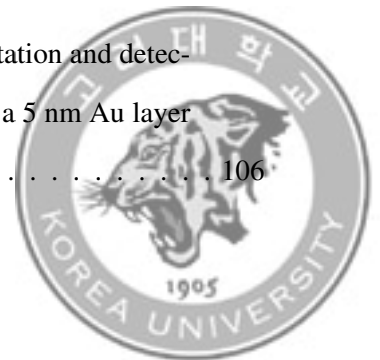 tation and detec-
a 5 nm Au layer
. . . . . . . . . . . 106
고려대학교
1905
KOREA UNIVERSITY